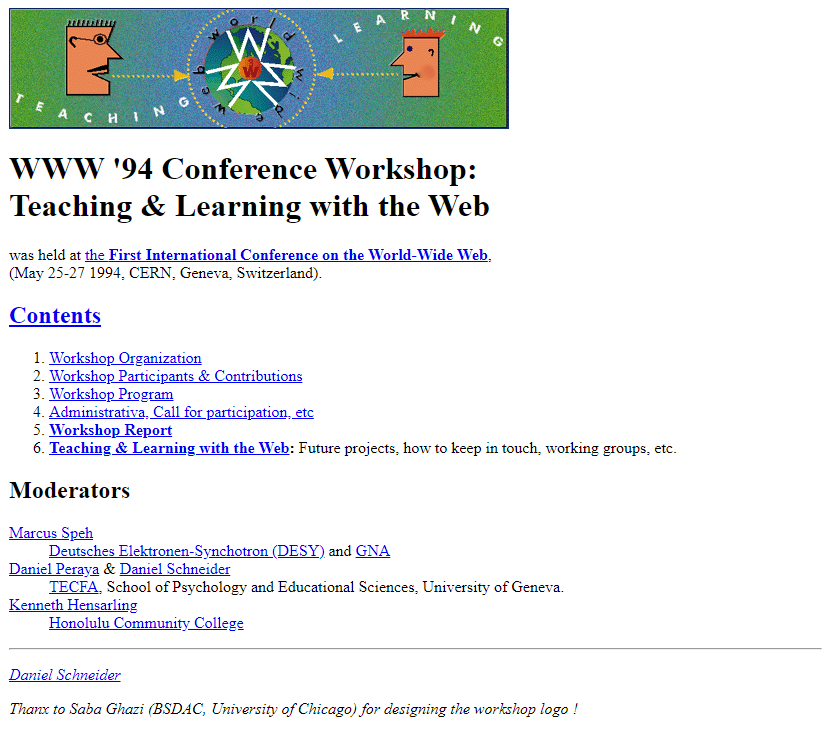 TEACHING
world wide web
LEARNING
W
WWW '94 Conference Workshop:
Teaching & Learning with the Web
was held at the First International Conference on the World-Wide Web,
(May 25-27 1994, CERN, Geneva, Switzerland).
Contents
1. Workshop Organization
2. Workshop Participants & Contributions
3. Workshop Program
4. Administrativa, Call for participation, etc
5. Workshop Report
6. Teaching & Learning with the Web: Future projects, how to keep in touch, working groups, etc.
Moderators
Marcus Speh
Deutsches Elektronen-Synchotron (DESY) and GNA
Daniel Peraya & Daniel Schneider
TECFA, School of Psychology and Educational Sciences, University of Geneva.
Kenneth Hensarling
Honolulu Community College
Daniel Schneider
Thanx to Saba Ghazi (BSDAC, University of Chicago) for designing the workshop logo !